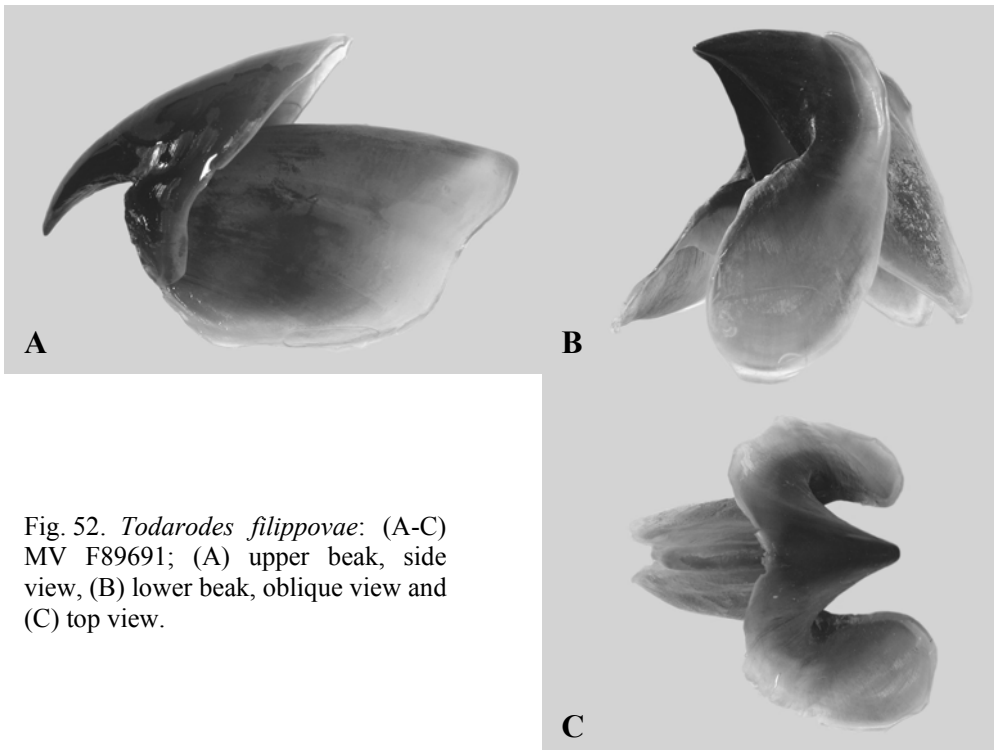 A
B
Fig. 52. Todarodes filippovae: (A-C)
MV F89691; (A) upper beak, side
view, (B) lower beak, oblique view and
(C) top view.
C